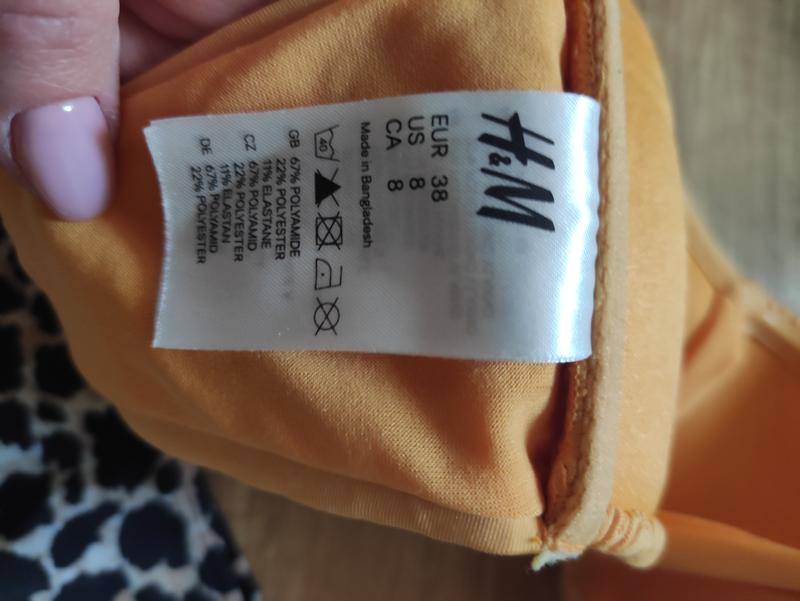 H&M
EUR 38
US 8
CA 8
Made in Bangladesh
40
GB 67% POLYAMIDE
22% POLYESTER
11% ELASTANE
CZ 67% POLYAMID
22% POLYESTER
11% ELASTAN
DE 67% POLYAMID
22% POLYESTER